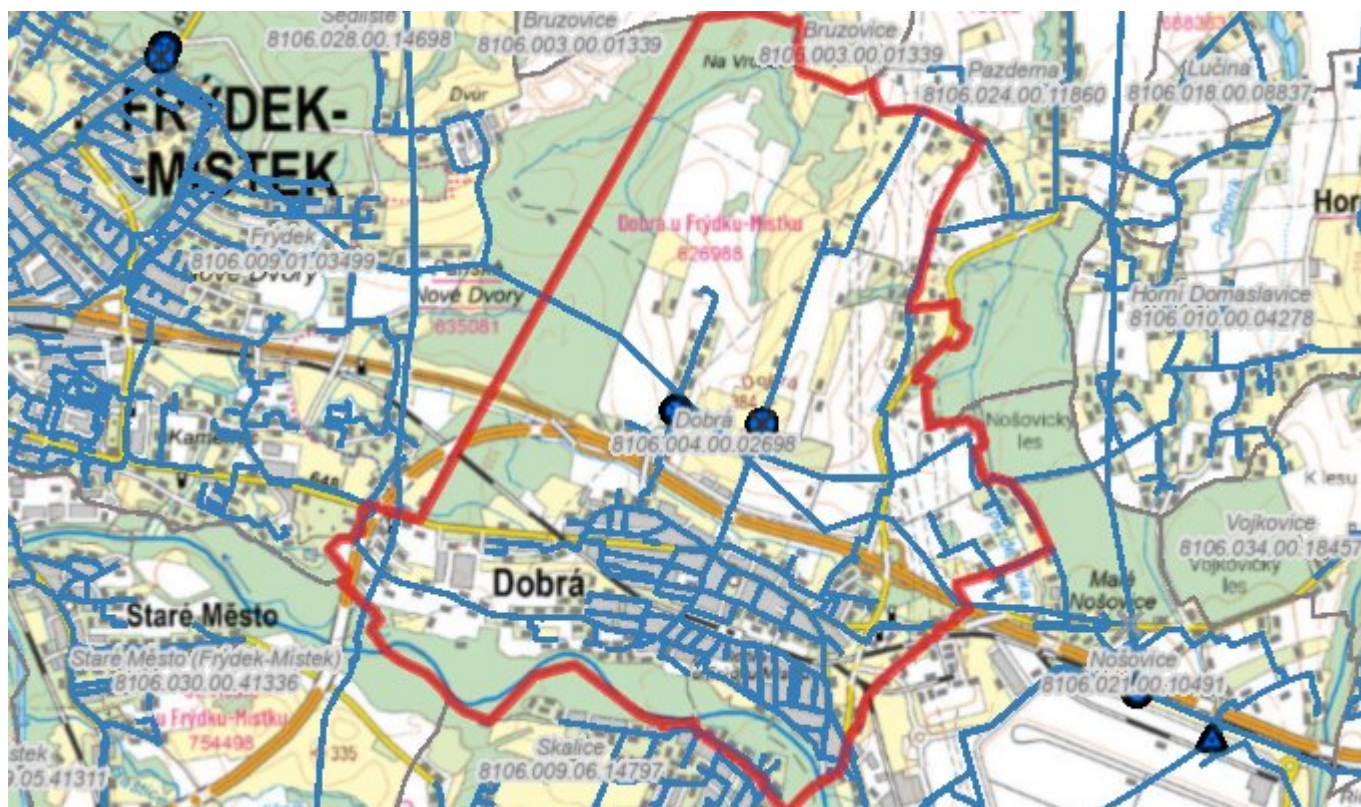 Sedliště
8106.028.00.14698
Bruzovice
8106.003.00.01339
Bruzovice
8106.003.00.01339
Pazderna
8106.024.00.11860
Lučina
8106.018.00.08837
Dvůr
FRÝDEK-
-MÍSTEK
Frýdek
8106.009.01.03499
Nové Dvory
Nové Dvory
635081
Dobrá u Frýdku-Místku
626988
Hor
Horní Domaslavice
8106.010.00.04278
Dobrá
8106.004.00.02698
Nošovický
les
648
Vojkovice
8106.034.00.18457
Vojkovický
les
Dobrá
Staré Město
Malé
Nošovice
Staré Město (Frýdek-Místek)
8106.030.00.41336
Nošovice
8106.021.00.10491
u Frýdku-Místku
754498
335
Skalice
8106.009.06.14797
05.41311